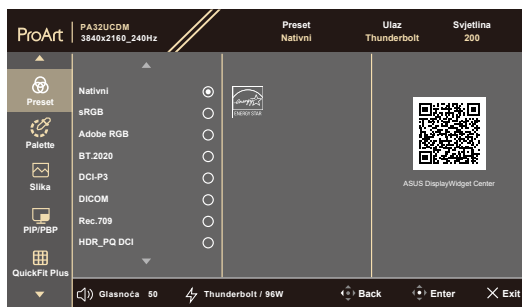 ProArt
PA32UCDM
3840x2160_240Hz
Preset
Nativni
Ulaz
Thunderbolt
Svjetlina
200
Preset
Palette
Slika
PIP/PBP
QuickFit Plus
Nativni
sRGB
Adobe RGB
BT.2020
DCI-P3
DICOM
Rec.709
HDR_PQ DCI
energy
ENERGY STAR
ASUS DisplayWidget Center
Glasnoća 50
Thunderbolt / 96W
Back
Enter
Exit